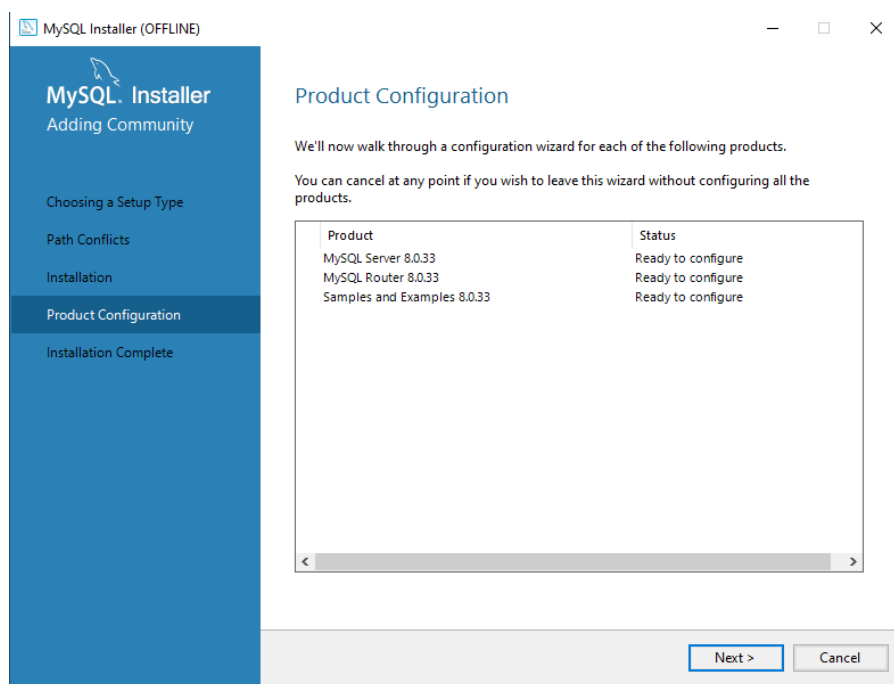 MySQL Installer (OFFLINE)
MySQL. Installer
Adding Community
Choosing a Setup Type
Path Conflicts
Installation
Product Configuration
Installation Complete
Product Configuration
We'll now walk through a configuration wizard for each of the following products.
You can cancel at any point if you wish to leave this wizard without configuring all the
products.
Product Status
MySQL Server 8.0.33 Ready to configure
MySQL Router 8.0.33 Ready to configure
Samples and Examples 8.0.33 Ready to configure
Next > Cancel